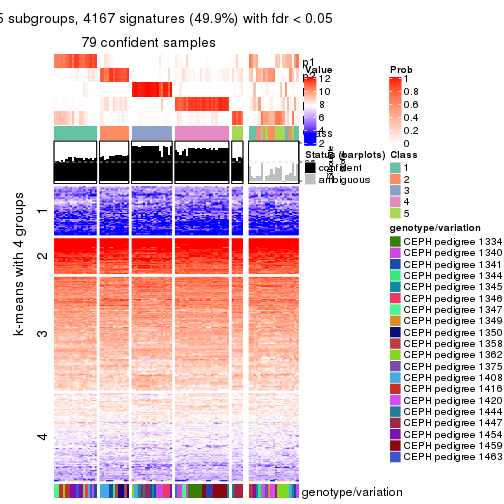 5 subgroups, 4167 signatures (49.9%) with fdr < 0.05
79 confident samples
p1
Value
12
10
8
6
4
2
Prob
1
0.8
0.6
0.4
0.2
0
Status (barplots)
confident
ambiguous
Class
1
2
3
4
5
genotype/variation
CEPH pedigree 1334
CEPH pedigree 1340
CEPH pedigree 1341
CEPH pedigree 1344
CEPH pedigree 1345
CEPH pedigree 1346
CEPH pedigree 1347
CEPH pedigree 1349
CEPH pedigree 1350
CEPH pedigree 1358
CEPH pedigree 1362
CEPH pedigree 1375
CEPH pedigree 1408
CEPH pedigree 1416
CEPH pedigree 1420
CEPH pedigree 1444
CEPH pedigree 1447
CEPH pedigree 1454
CEPH pedigree 1459
CEPH pedigree 1463
k-means with 4 groups
1
2
3
4
genotype/variation